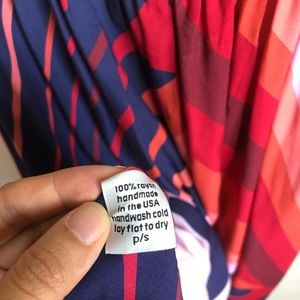 100% rayon
handmade
in the USA
handwash cold
lay flat to dry
p/s